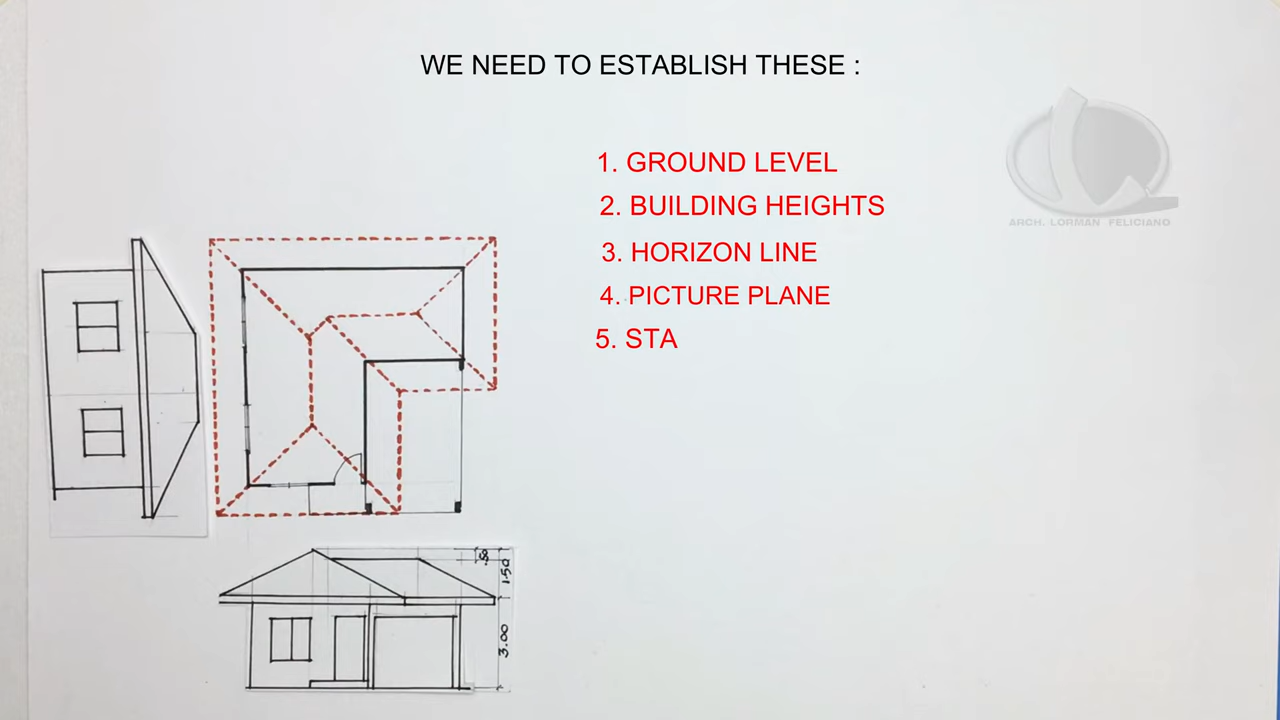 WE NEED TO ESTABLISH THESE :
1. GROUND LEVEL
2. BUILDING HEIGHTS
3. HORIZON LINE
4. PICTURE PLANE
5. STA
ARCH. LORMAN FELICIANO
1.50
3.00